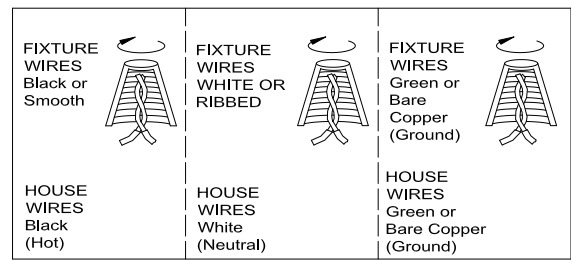 FIXTURE
WIRES
Black or
Smooth
HOUSE
WIRES
Black
(Hot)
FIXTURE
WIRES
WHITE OR
RIBBED
HOUSE
WIRES
White
(Neutral)
FIXTURE
WIRES
Green or
Bare
Copper
(Ground)
HOUSE
WIRES
Green or
Bare Copper
(Ground)